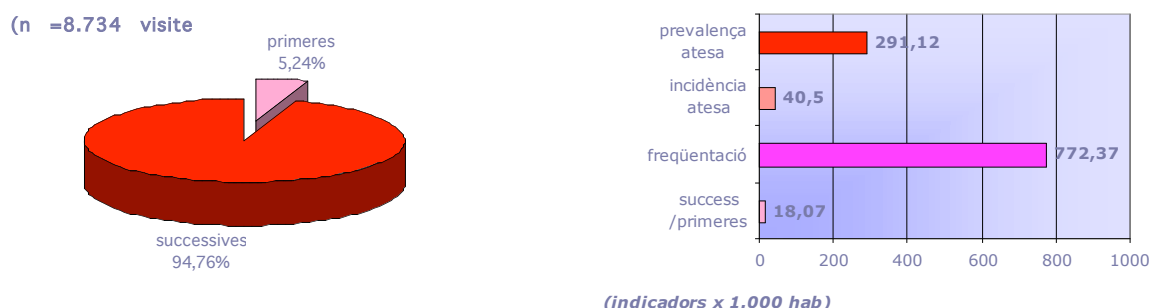 (n =8.734 visite
primeres
5,24%
successives
94,76%
prevalença
atesa
291,12
incidència
atesa
40,5
freqüentació
772,37
success
/primeres
18,07
0 200 400 600 800 1000
(indicadors x 1.000 hab)